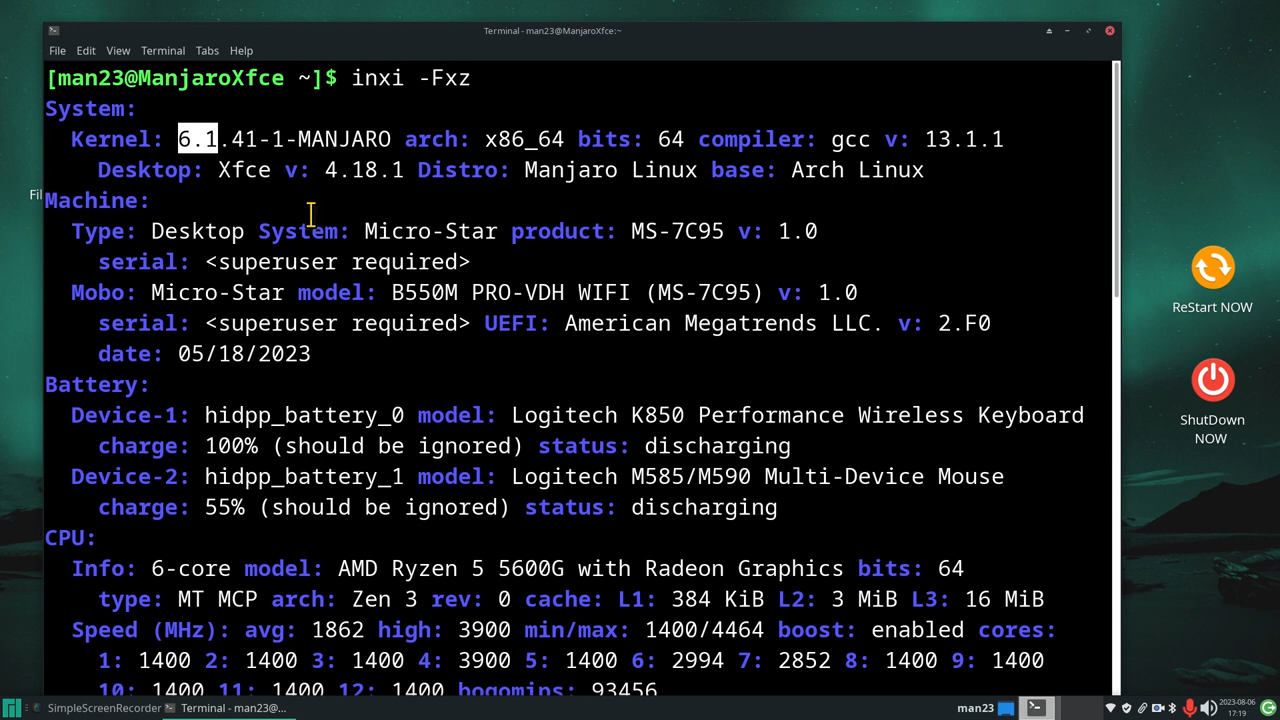 Terminal - man23@ManjaroXfce:~
File Edit View Terminal Tabs Help
[man23@ManjaroXfce ~]$ inxi -Fxz
System:
Kernel: 6.1.41-1-MANJARO arch: x86_64 bits: 64 compiler: gcc v: 13.1.1
Desktop: Xfce v: 4.18.1 Distro: Manjaro Linux base: Arch Linux
Machine:
Type: Desktop System: Micro-Star product: MS-7C95 v: 1.0
serial: <superuser required>
Mobo: Micro-Star model: B550M PRO-VDH WIFI (MS-7C95) v: 1.0
serial: <superuser required> UEFI: American Megatrends LLC. v: 2.F0
date: 05/18/2023
Battery:
Device-1: hidpp_battery_0 model: Logitech K850 Performance Wireless Keyboard
charge: 100% (should be ignored) status: discharging
Device-2: hidpp_battery_1 model: Logitech M585/M590 Multi-Device Mouse
charge: 55% (should be ignored) status: discharging
CPU:
Info: 6-core model: AMD Ryzen 5 5600G with Radeon Graphics bits: 64
type: MT MCP arch: Zen 3 rev: 0 cache: L1: 384 KiB L2: 3 MiB L3: 16 MiB
Speed (MHz): avg: 1862 high: 3900 min/max: 1400/4464 boost: enabled cores:
1: 1400 2: 1400 3: 1400 4: 3900 5: 1400 6: 2994 7: 2852 8: 1400 9: 1400
10: 1400 11: 1400 12: 1400 bogomips: 93456
Fil
ReStart NOW
ShutDown
NOW
SimpleScreenRecorder
Terminal - man23@...
man23
2023-08-06
17:19